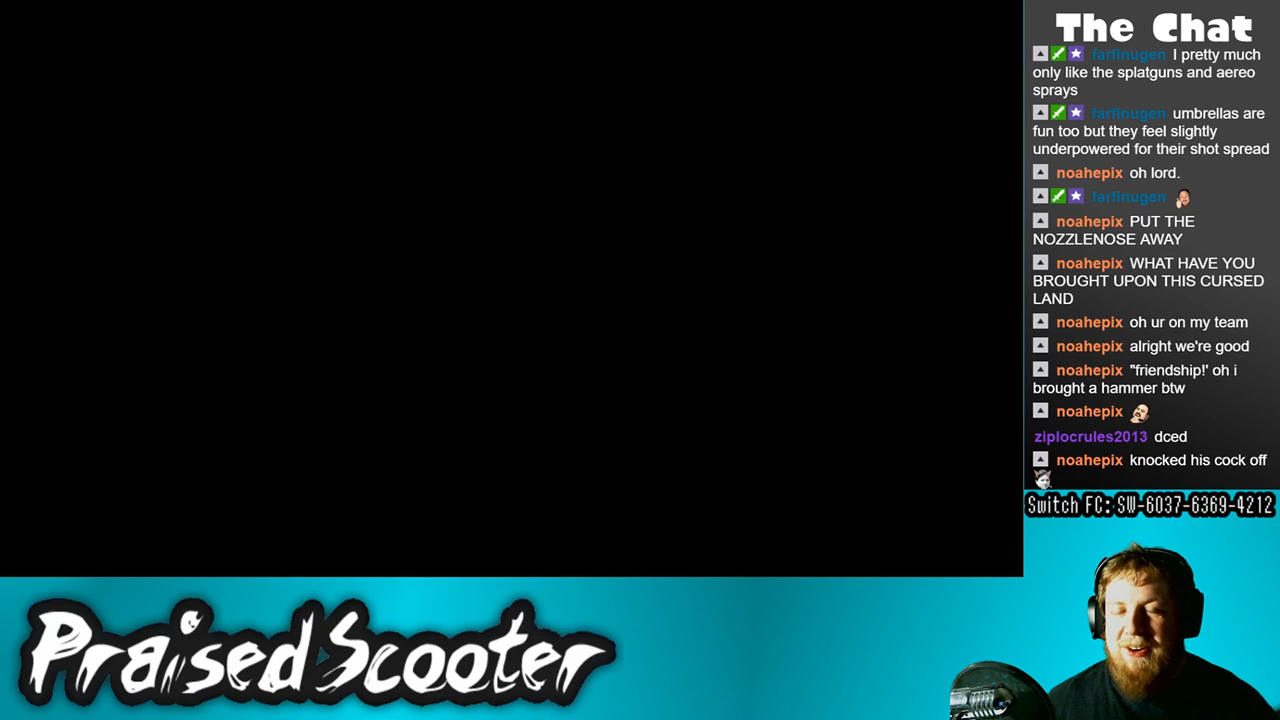 The Chat
farfinugen I pretty much
only like the splatguns and aereo
sprays
farfinugen umbrellas are
fun too but they feel slightly
underpowered for their shot spread
noahepix oh lord.
farfinugen
noahepix PUT THE
NOZZLENOSE AWAY
noahepix WHAT HAVE YOU
BROUGHT UPON THIS CURSED
LAND
noahepix oh ur on my team
noahepix alright we're good
noahepix "friendship!' oh i
brought a hammer btw
noahepix
ziplocrules2013 dced
noahepix knocked his cock off
Switch FC: SW-6037-6369-4212
PraisedScooter